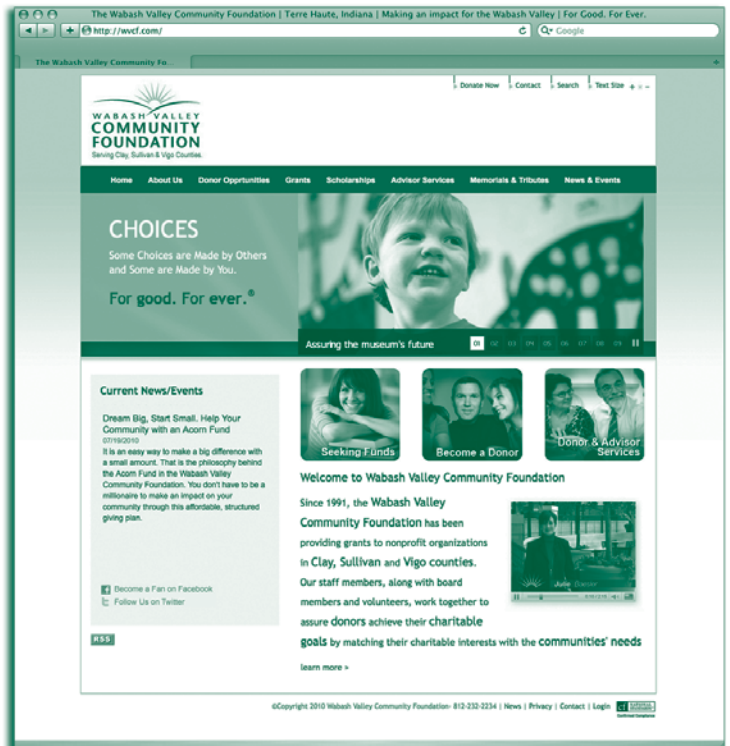 The Wabash Valley Community Foundation | Terre Haute, Indiana | Making an impact for the Wabash Valley | For Good. For Ever.
http://wvcf.com/
Google
The Wabash Valley Community Fo...
Donate Now
Contact
Search
Text Size + = -
WABASH VALLEY
COMMUNITY
FOUNDATION
Serving Clay, Sullivan & Vigo Counties.
Home About Us Donor Opprtunities Grants Scholarships Advisor Services Memorials & Tributes News & Events
CHOICES
Some Choices are Made by Others
and Some are Made by You.
For good. For ever.®
Assuring the museum's future
01 02 03 04 05 06 07 08 09
Current News/Events
Dream Big, Start Small. Help Your
Community with an Acorn Fund
07/19/2010
It is an easy way to make a big difference with
a small amount. That is the philosophy behind
the Acorn Fund in the Wabash Valley
Community Foundation. You don't have to be a
millionaire to make an impact on your
community through this affordable, structured
giving plan.
Become a Fan on Facebook
Follow Us on Twitter
RSS
Seeking Funds
Become a Donor
Donor & Advisor
Services
Welcome to Wabash Valley Community Foundation
Since 1991, the Wabash Valley
Community Foundation has been
providing grants to nonprofit organizations
in Clay, Sullivan and Vigo counties.
Our staff members, along with board
members and volunteers, work together to
assure donors achieve their charitable
goals by matching their charitable interests with the communities' needs
learn more >
Julie
©Copyright 2010 Wabash Valley Community Foundation· 812-232-2234 | News | Privacy | Contact | Login
cf NATIONAL STANDARDS
Confirmed Compliance